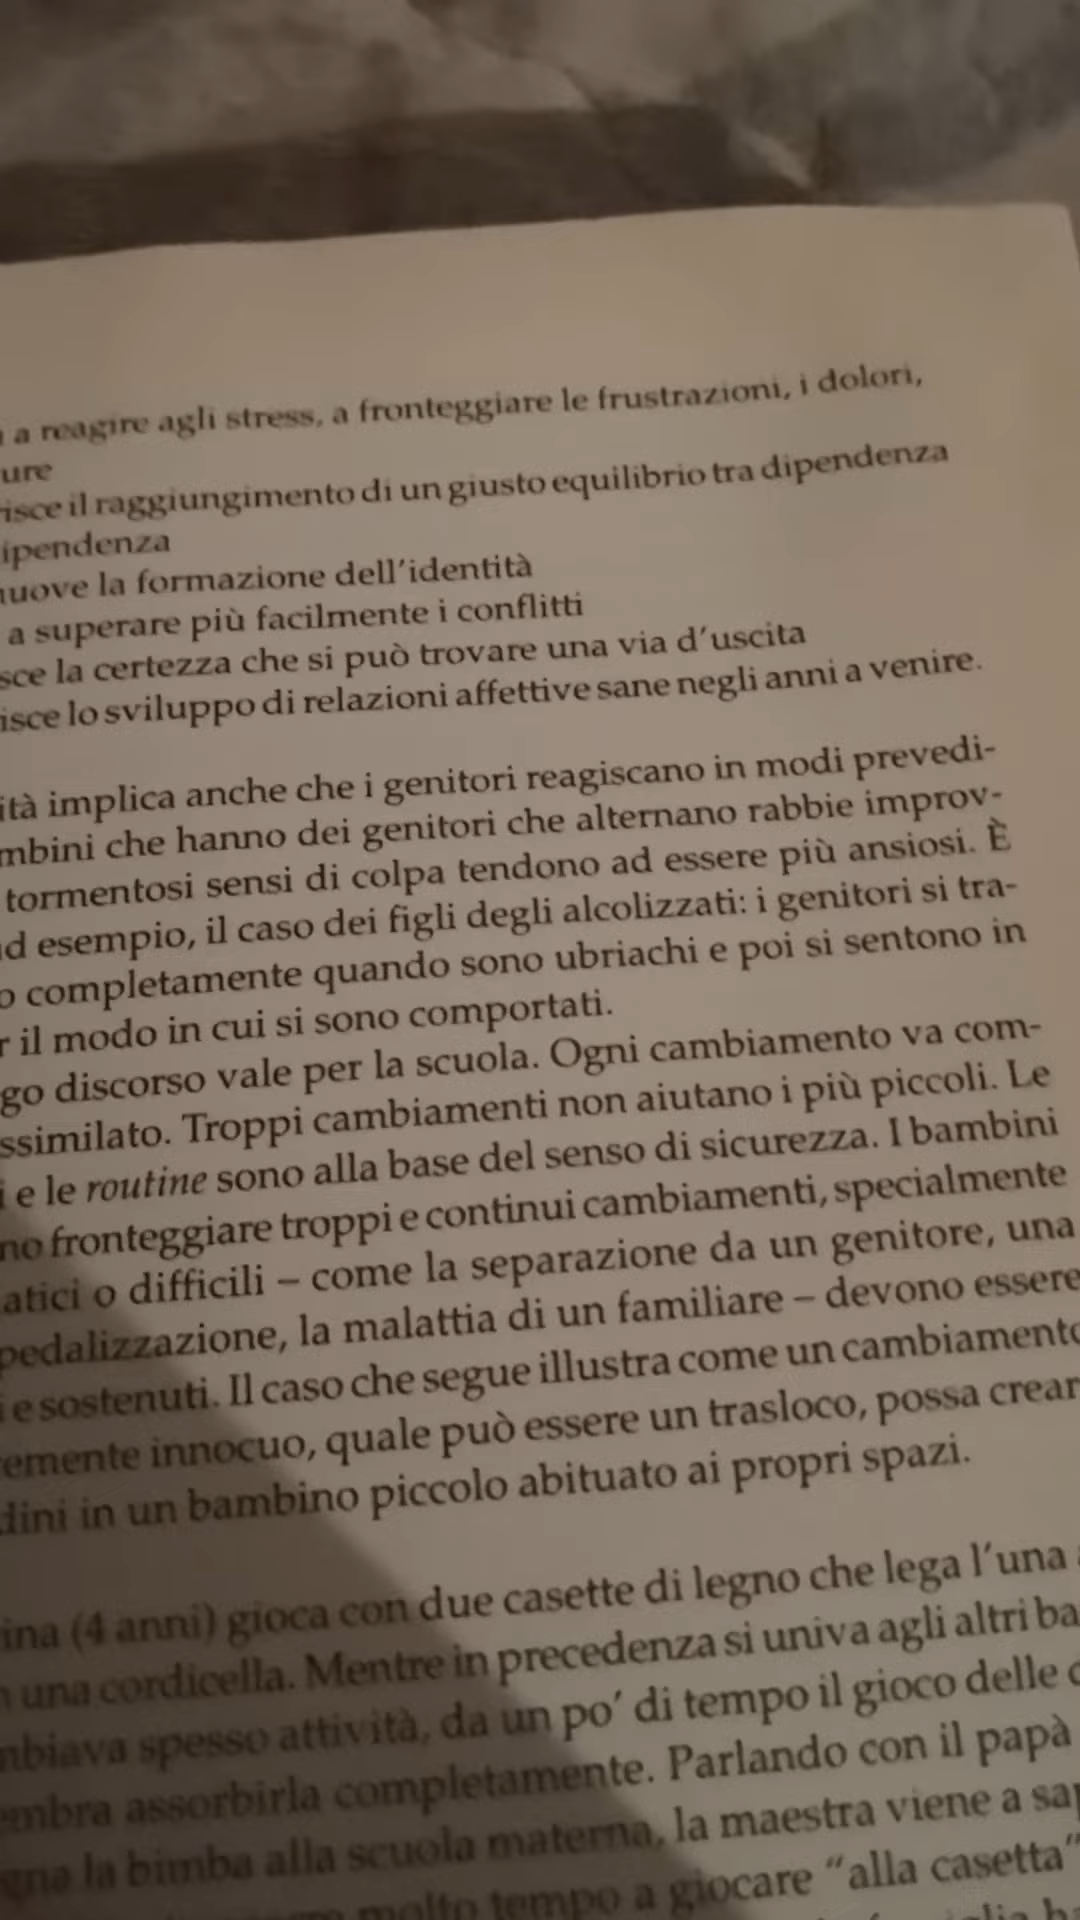 a reagire agli stress, a fronteggiare le frustrazioni, i dolori,
ure
isce il raggiungimento di un giusto equilibrio tra dipendenza
ipendenza
uove la formazione dell'identità
a superare più facilmente i conflitti
sce la certezza che si può trovare una via d'uscita
isce lo sviluppo di relazioni affettive sane negli anni a venire.
ità implica anche che i genitori reagiscano in modi prevedi-
mbini che hanno dei genitori che alternano rabbie improv-
tormentosi sensi di colpa tendono ad essere più ansiosi. È
d esempio, il caso dei figli degli alcolizzati: i genitori si tra-
o completamente quando sono ubriachi e poi si sentono in
r il modo in cui si sono comportati.
go discorso vale per la scuola. Ogni cambiamento va com-
ssimilato. Troppi cambiamenti non aiutano i più piccoli. Le
i e le routine sono alla base del senso di sicurezza. I bambini
no fronteggiare troppi e continui cambiamenti, specialmente
atici o difficili – come la separazione da un genitore, una
pedalizzazione, la malattia di un familiare – devono essere
i e sostenuti. Il caso che segue illustra come un cambiamento
emente innocuo, quale può essere un trasloco, possa crear
dini in un bambino piccolo abituato ai propri spazi.
ina (4 anni) gioca con due casette di legno che lega l'una a
una cordicella. Mentre in precedenza si univa agli altri ba
mbiava spesso attività, da un po' di tempo il gioco delle c
embra assorbirla completamente. Parlando con il papà
gna la bimba alla scuola materna, la maestra viene a sap
molto tempo a giocare "alla casetta"